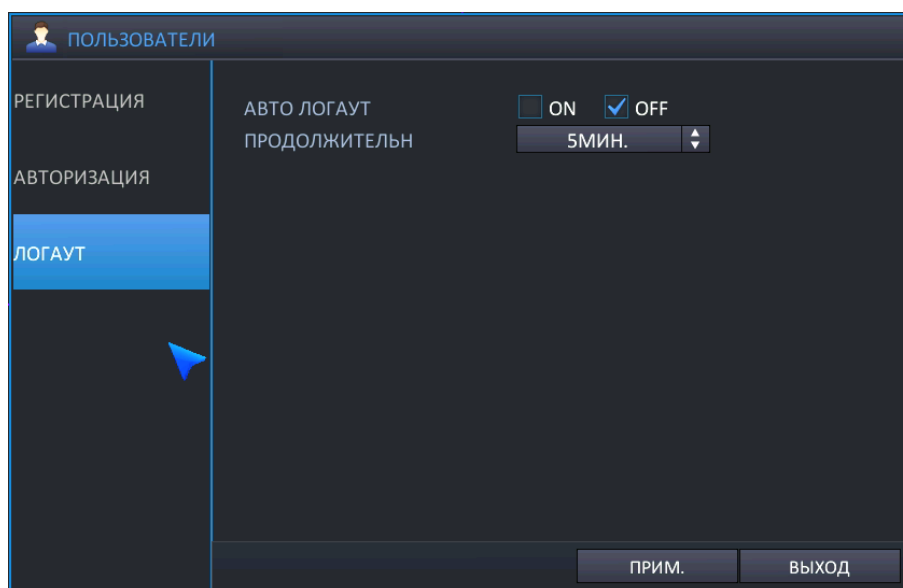 ПОЛЬЗОВАТЕЛИ
РЕГИСТРАЦИЯ
АВТОРИЗАЦИЯ
ЛОГАУТ
АВТО ЛОГАУТ ON OFF
ПРОДОЛЖИТЕЛЬН 5МИН.
ПРИМ. ВЫХОД